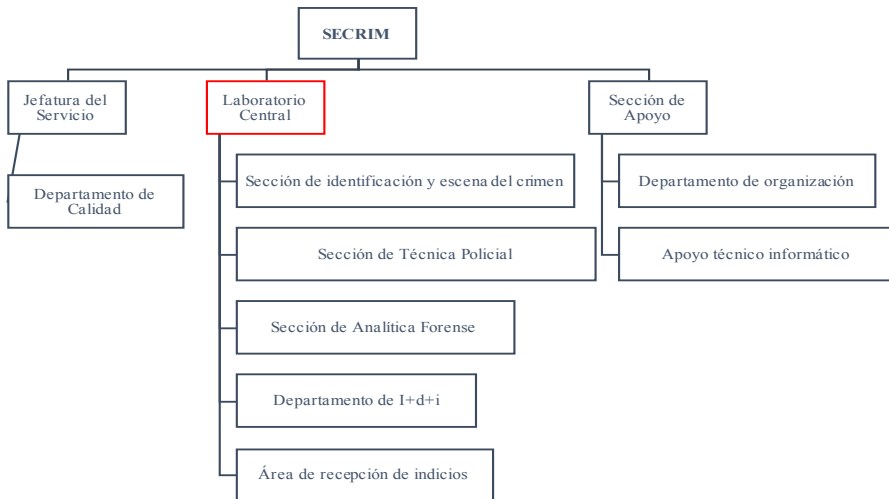 SECRIM
Jefatura del
Servicio
Laboratorio
Central
Sección de
Apoyo
Departamento de
Calidad
Sección de identificación y escena del crimen
Departamento de organización
Sección de Técnica Policial
Apoyo técnico informático
Sección de Analítica Forense
Departamento de I+d+i
Área de recepción de indicios